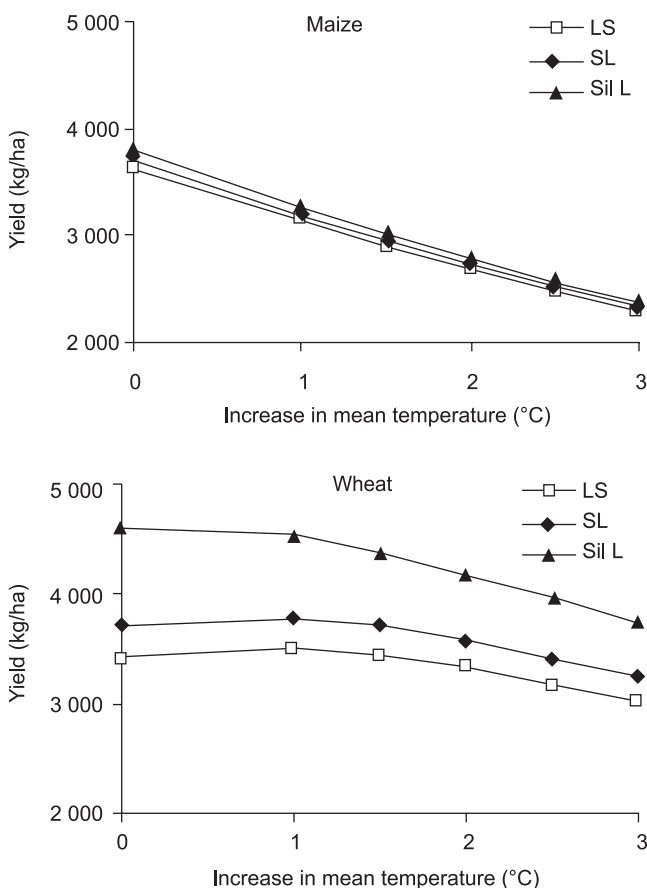 Maize
LS
SL
Sil L
5 000
4 000
3 000
2 000
Yield (kg/ha)
0 1 2 3
Increase in mean temperature (°C)
Wheat
LS
SL
Sil L
5 000
4 000
3 000
2 000
Yield (kg/ha)
0 1 2 3
Increase in mean temperature (°C)